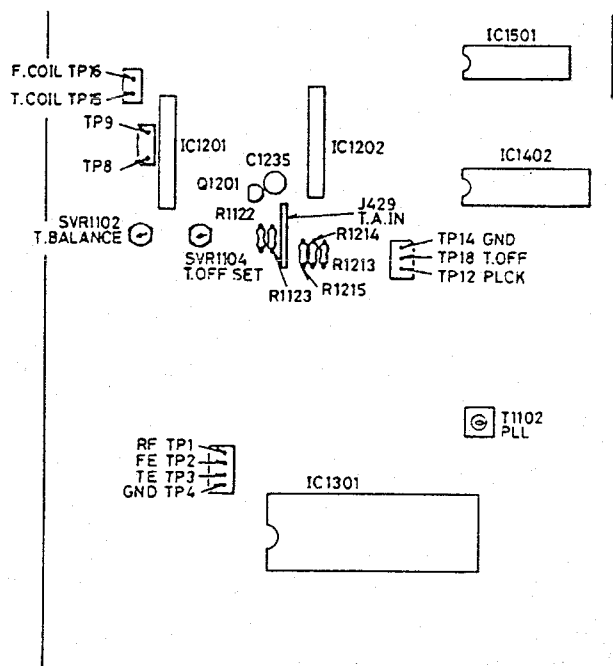 IC1501
F.COIL TP16
T.COIL TP15
TP9
TP8
IC1201
IC1202
C1235
Q1201
IC1402
R1122
J429
T.A.IN
SVR1102
T.BALANCE
SVR1104
T.OFF SET
R1214
R1213
R1123
R1215
TP14 GND
TP18 T.OFF
TP12 PLCK
T1102
PLL
RF TP1
FE TP2
TE TP3
GND TP4
IC1301